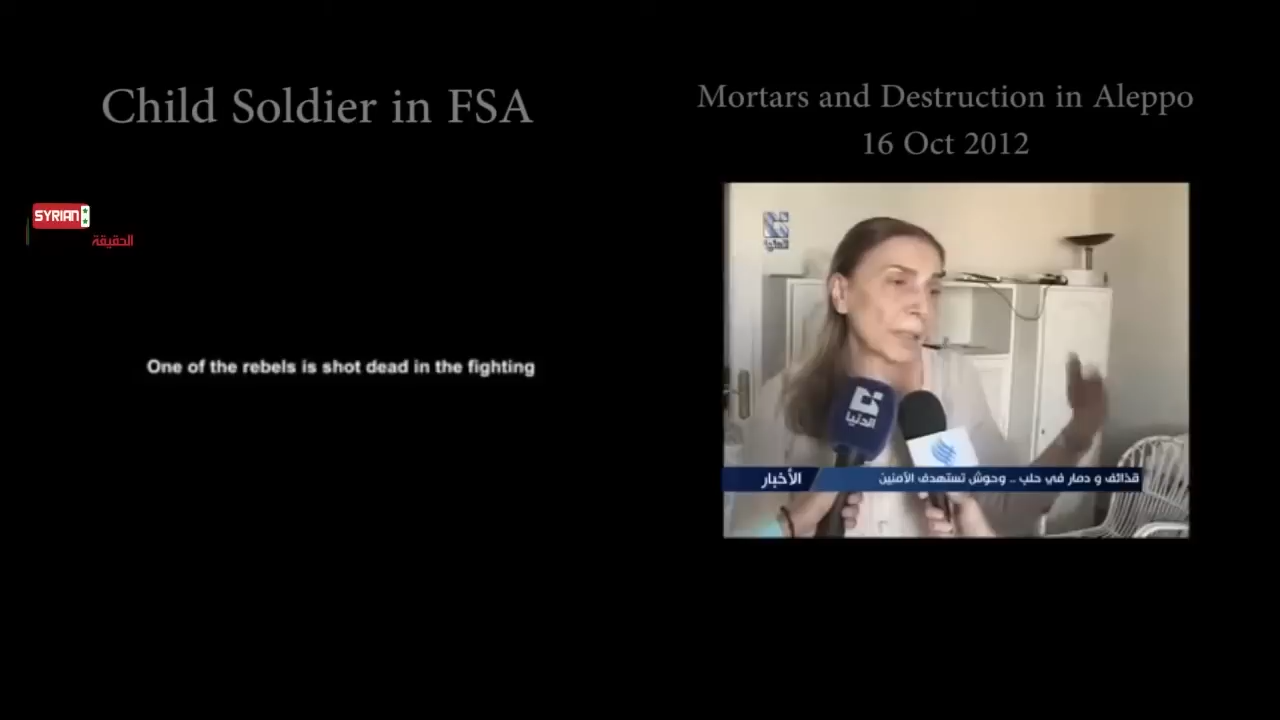 Child Soldier in FSA
Mortars and Destruction in Aleppo
16 Oct 2012
SYRIAN
الحقيقة
One of the rebels is shot dead in the fighting
الدنيا
الدنيا
الأخبار
قذائف و دمار في حلب .. وحوش تستهدف الآمنين